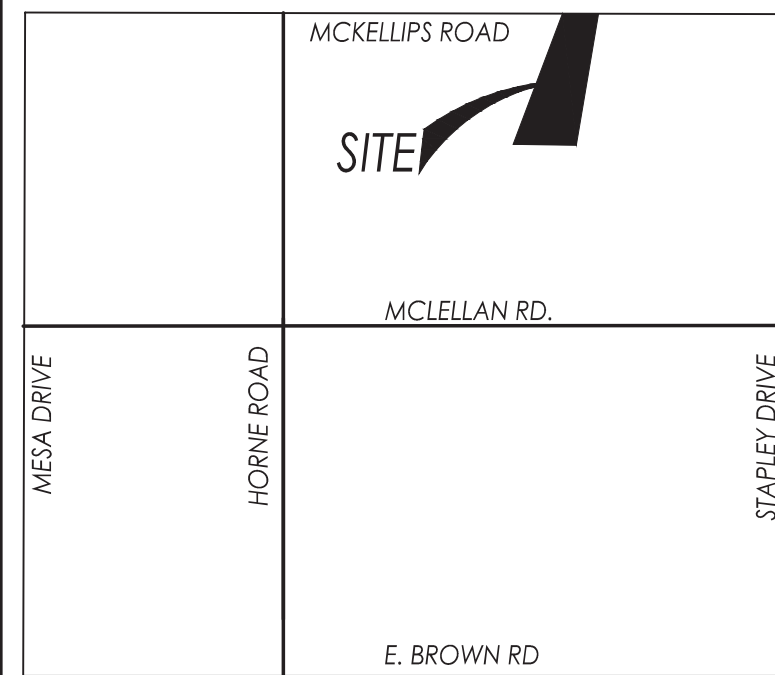 MCKELLIPS ROAD
SITE
MCLELLAN RD.
MESA DRIVE
HORNE ROAD
STAPLEY DRIVE
E. BROWN RD